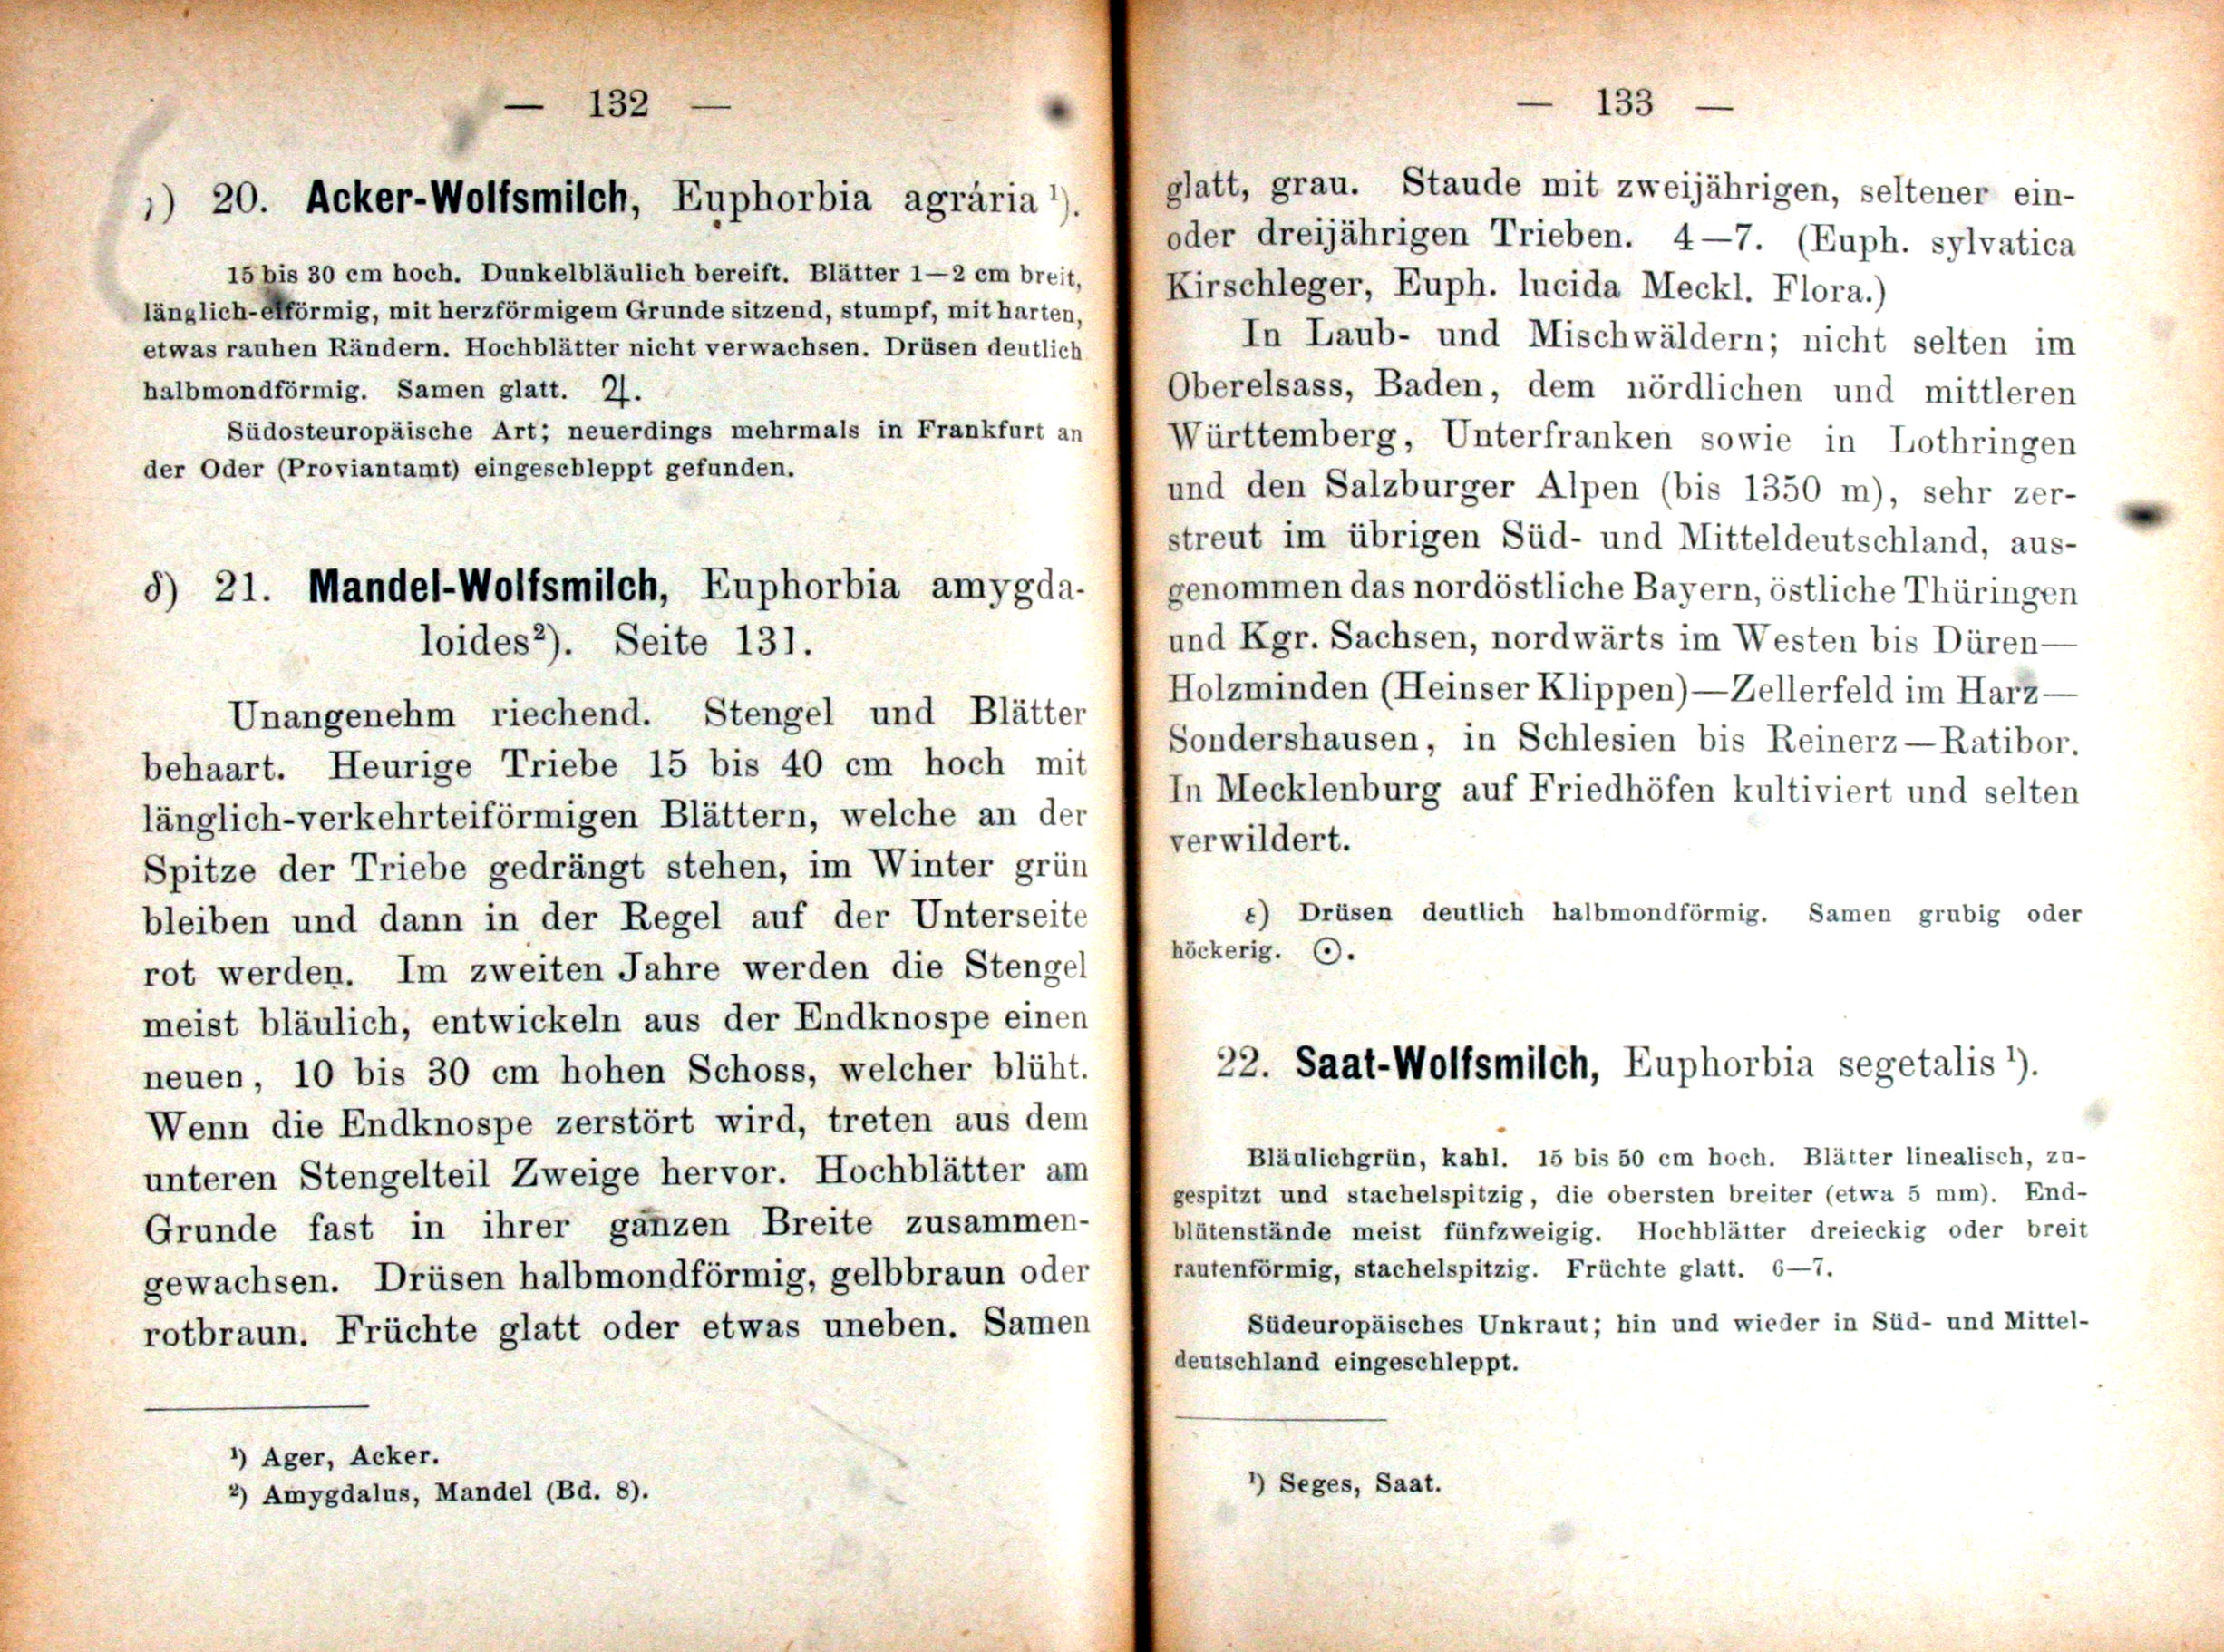 — 132 —
γ) 20. Acker-Wolfsmilch, Euphorbia agrária ¹).
15 bis 30 cm hoch. Dunkelbläulich bereift. Blätter 1—2 cm breit,
länglich-eiförmig, mit herzförmigem Grunde sitzend, stumpf, mit harten,
etwas rauhen Rändern. Hochblätter nicht verwachsen. Drüsen deutlich
halbmondförmig. Samen glatt. ♃.
Südosteuropäische Art; neuerdings mehrmals in Frankfurt an
der Oder (Proviantamt) eingeschleppt gefunden.
δ) 21. Mandel-Wolfsmilch, Euphorbia amygda-
loides²). Seite 131.
Unangenehm riechend. Stengel und Blätter
behaart. Heurige Triebe 15 bis 40 cm hoch mit
länglich-verkehrteiförmigen Blättern, welche an der
Spitze der Triebe gedrängt stehen, im Winter grün
bleiben und dann in der Regel auf der Unterseite
rot werden. Im zweiten Jahre werden die Stengel
meist bläulich, entwickeln aus der Endknospe einen
neuen, 10 bis 30 cm hohen Schoss, welcher blüht.
Wenn die Endknospe zerstört wird, treten aus dem
unteren Stengelteil Zweige hervor. Hochblätter am
Grunde fast in ihrer ganzen Breite zusammen-
gewachsen. Drüsen halbmondförmig, gelbbraun oder
rotbraun. Früchte glatt oder etwas uneben. Samen
¹) Ager, Acker.
²) Amygdalus, Mandel (Bd. 8).
— 133 —
glatt, grau. Staude mit zweijährigen, seltener ein-
oder dreijährigen Trieben. 4—7. (Euph. sylvatica
Kirschleger, Euph. lucida Meckl. Flora.)
In Laub- und Mischwäldern; nicht selten im
Oberelsass, Baden, dem nördlichen und mittleren
Württemberg, Unterfranken sowie in Lothringen
und den Salzburger Alpen (bis 1350 m), sehr zer-
streut im übrigen Süd- und Mitteldeutschland, aus-
genommen das nordöstliche Bayern, östliche Thüringen
und Kgr. Sachsen, nordwärts im Westen bis Düren—
Holzminden (Heinser Klippen)—Zellerfeld im Harz—
Sondershausen, in Schlesien bis Reinerz—Ratibor.
In Mecklenburg auf Friedhöfen kultiviert und selten
verwildert.
ε) Drüsen deutlich halbmondförmig. Samen grubig oder
höckerig. ⊙.
22. Saat-Wolfsmilch, Euphorbia segetalis ¹).
Bläulichgrün, kahl. 15 bis 50 cm hoch. Blätter linealisch, zu-
gespitzt und stachelspitzig, die obersten breiter (etwa 5 mm). End-
blütenstände meist fünfzweigig. Hochblätter dreieckig oder breit
rautenförmig, stachelspitzig. Früchte glatt. 6—7.
Südeuropäisches Unkraut; hin und wieder in Süd- und Mittel-
deutschland eingeschleppt.
¹) Seges, Saat.